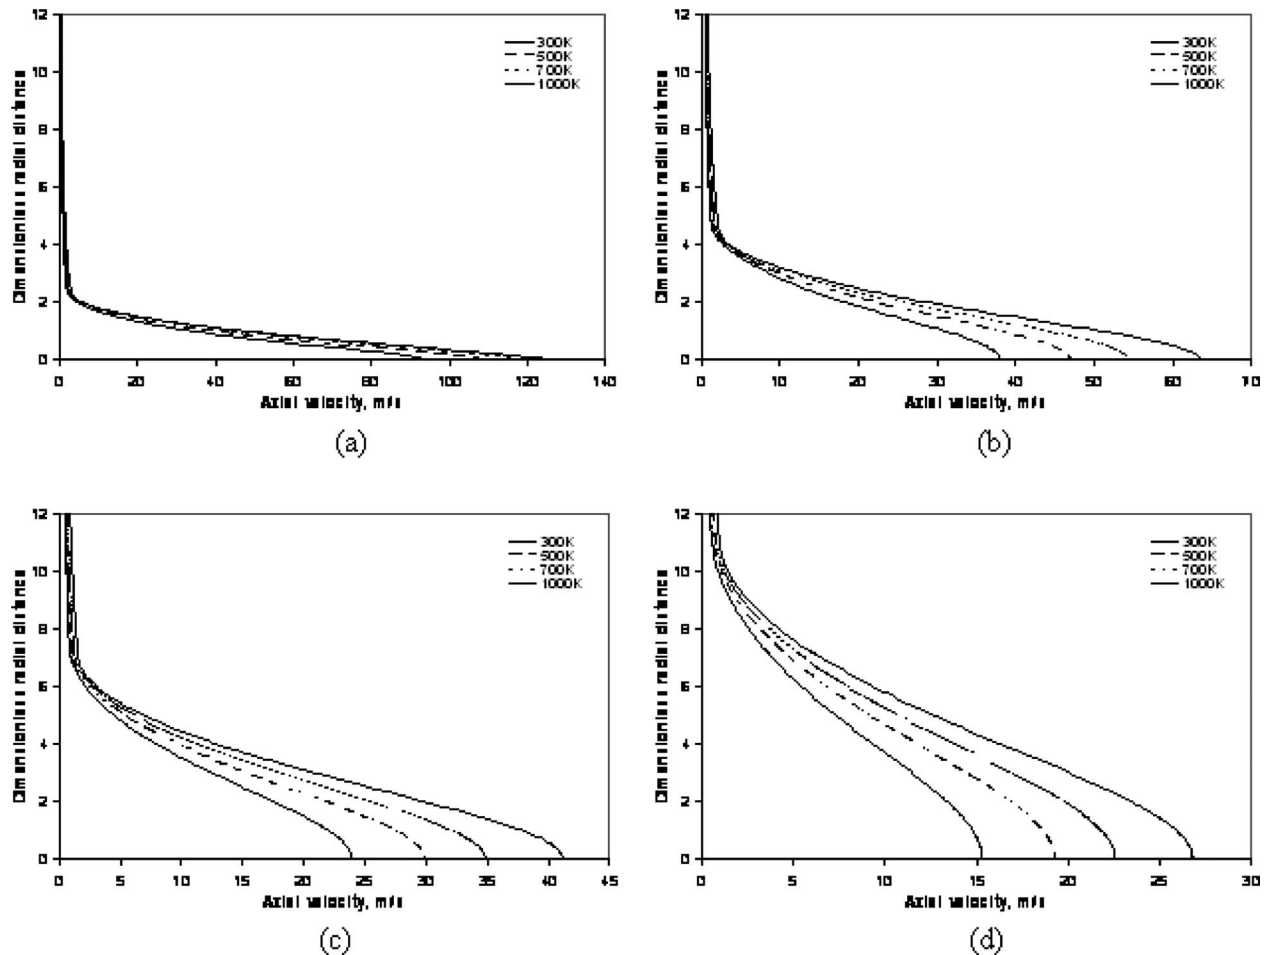 12
10
8
6
4
2
0
Dimensionless radial distance
300K
500K
700K
1000K
0 20 40 60 80 100 120 140
Axial velocity, m/s
(a)
12
10
8
6
4
2
0
Dimensionless radial distance
300K
500K
700K
1000K
0 10 20 30 40 50 60 70
Axial velocity, m/s
(b)
12
10
8
6
4
2
0
Dimensionless radial distance
300K
500K
700K
1000K
0 5 10 15 20 25 30 35 40 45
Axial velocity, m/s
(c)
12
10
8
6
4
2
0
Dimensionless radial distance
300K
500K
700K
1000K
0 5 10 15 20 25 30
Axial velocity, m/s
(d)